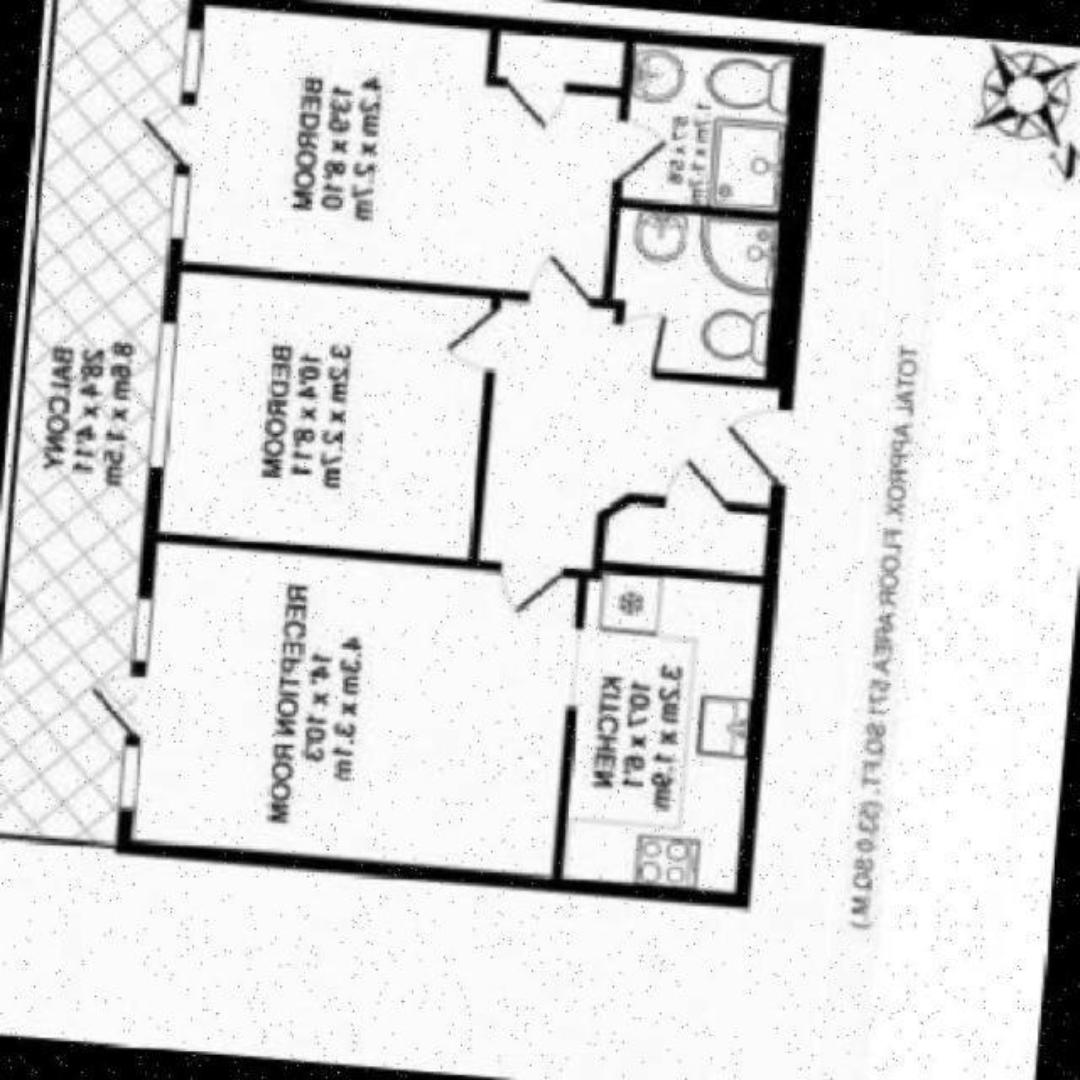 BEDROOM
13'9 x 8'10
4.2m x 2.7m
5'7 x 5'6
1.7m x 1.7m
BEDROOM
10'4 x 8'11
3.2m x 2.7m
BALCONY
28'4 x 4'11
8.6m x 1.5m
RECEPTION ROOM
14' x 10'3
4.3m x 3.1m
KITCHEN
10'7 x 6'1
3.2m x 1.9m
TOTAL APPROX. FLOOR AREA 571 SQ.FT. (53.0 SQ.M.)